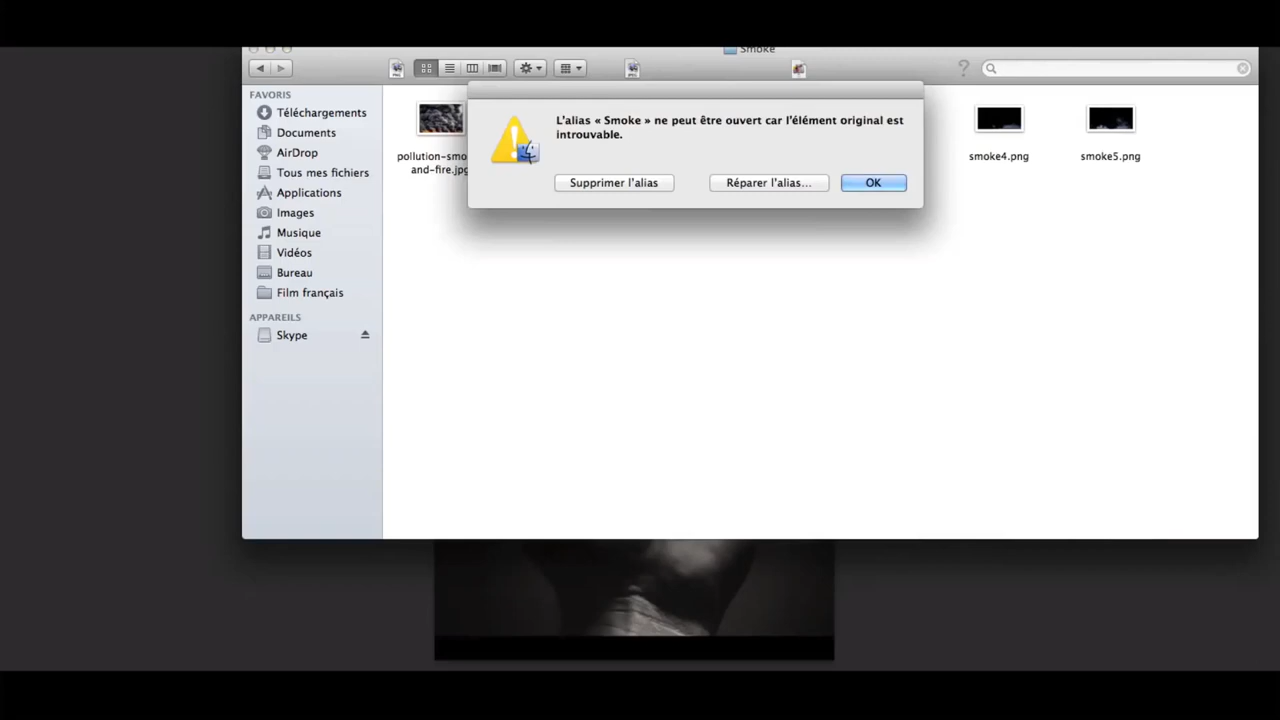 Smoke
FAVORIS
Téléchargements
Documents
AirDrop
Tous mes fichiers
Applications
Images
Musique
Vidéos
Bureau
Film français
APPAREILS
Skype
pollution-smo
and-fire.jpg
L'alias « Smoke » ne peut être ouvert car l'élément original est
introuvable.
Supprimer l'alias
Réparer l'alias...
OK
smoke4.png
smoke5.png